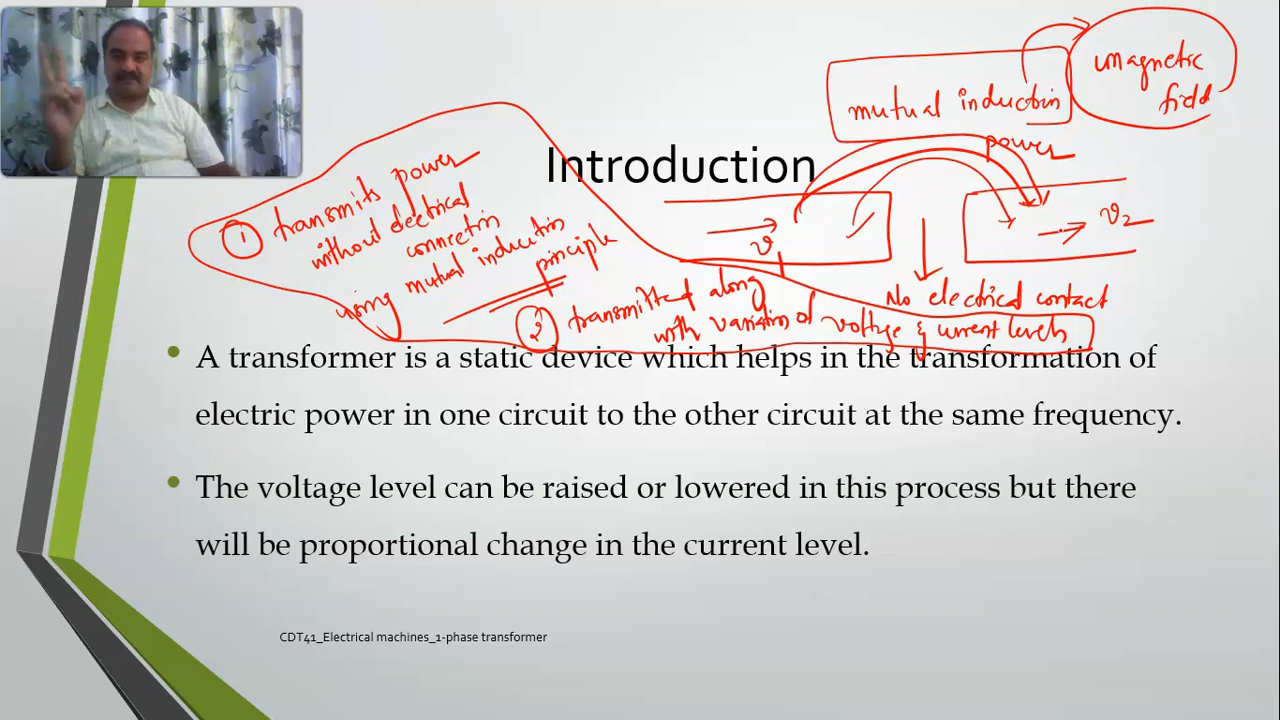 magnetic
field
mutual induction
power
Introduction
① transmits power
without electrical
connection
using mutual induction
principle
v
v2
No electrical contact
② transmitted along
with variation of voltage & current levels
• A transformer is a static device which helps in the transformation of
electric power in one circuit to the other circuit at the same frequency.
• The voltage level can be raised or lowered in this process but there
will be proportional change in the current level.
CDT41_Electrical machines_1-phase transformer